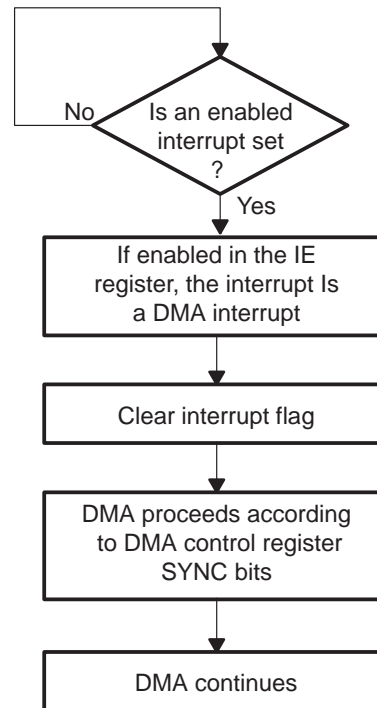 No
Is an enabled
interrupt set
?
Yes
If enabled in the IE
register, the interrupt Is
a DMA interrupt
Clear interrupt flag
DMA proceeds according
to DMA control register
SYNC bits
DMA continues